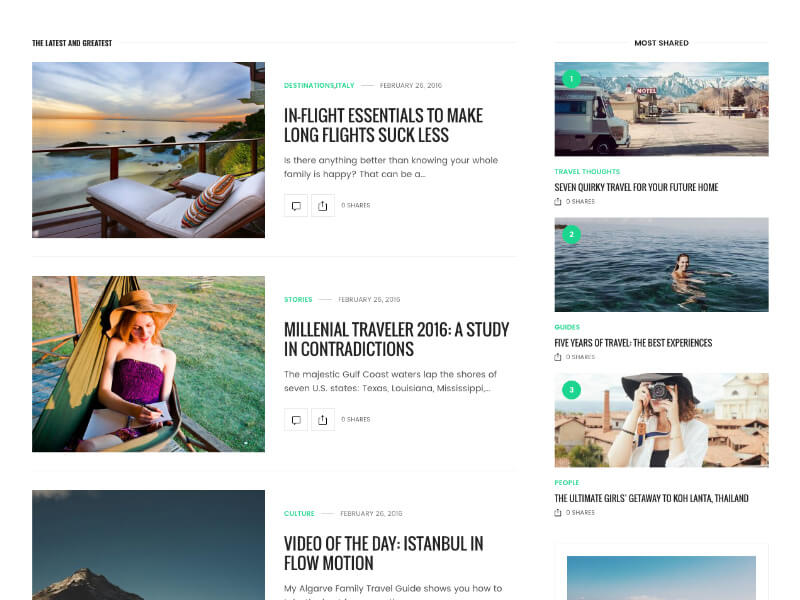 THE LATEST AND GREATEST
DESTINATIONS,ITALY
FEBRUARY 26, 2016
IN-FLIGHT ESSENTIALS TO MAKE
LONG FLIGHTS SUCK LESS
Is there anything better than knowing your whole
family is happy? That can be a...
0 SHARES
STORIES
FEBRUARY 26, 2016
MILLENIAL TRAVELER 2016: A STUDY
IN CONTRADICTIONS
The majestic Gulf Coast waters lap the shores of
seven U.S. states: Texas, Louisiana, Mississippi,...
0 SHARES
CULTURE
FEBRUARY 26, 2016
VIDEO OF THE DAY: ISTANBUL IN
FLOW MOTION
My Algarve Family Travel Guide shows you how to
MOST SHARED
1
MOTEL
TRAVEL THOUGHTS
SEVEN QUIRKY TRAVEL FOR YOUR FUTURE HOME
0 SHARES
2
GUIDES
FIVE YEARS OF TRAVEL: THE BEST EXPERIENCES
0 SHARES
3
PEOPLE
THE ULTIMATE GIRLS' GETAWAY TO KOH LANTA, THAILAND
0 SHARES